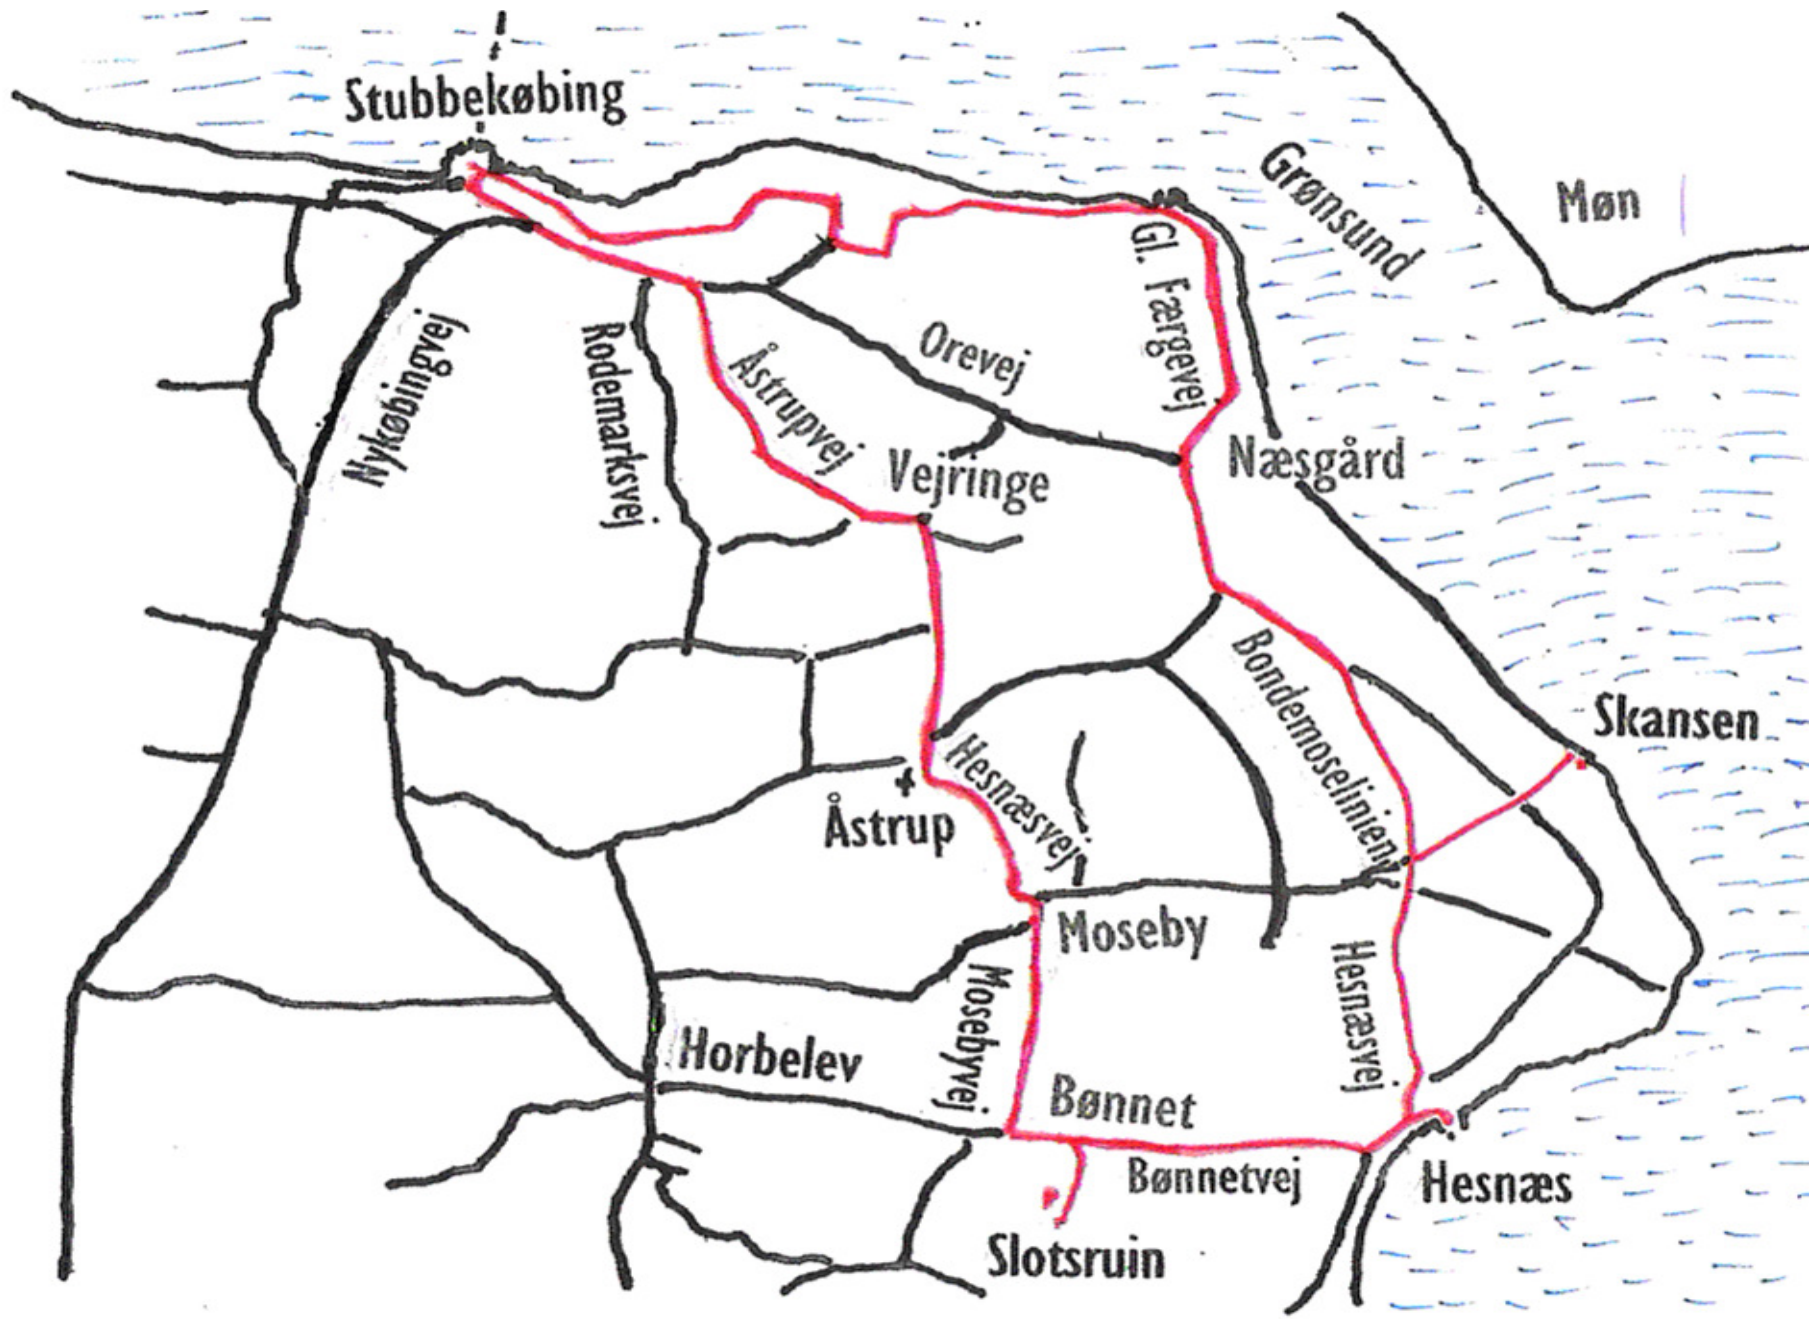 Stubbekøbing
Grønsund
Møn
Gl. Færgevej
Nykøbingvej
Rodemarksvej
Åstrupvej
Orevej
Vejringe
Næsgård
Bondemoselinien
Skansen
Hesnæsvej
Åstrup
Moseby
Mosebyvej
Hesnæsvej
Horbelev
Bønnet
Bønnetvej
Hesnæs
Slotsruin